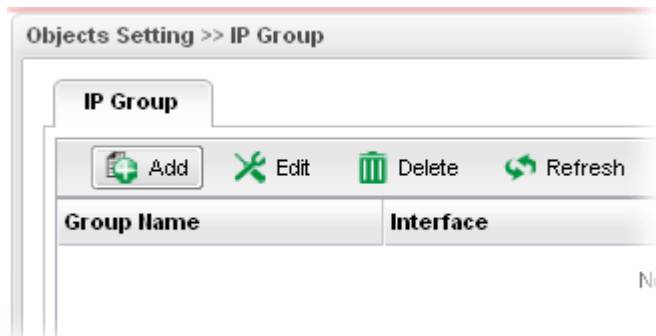 Objects Setting >> IP Group
IP Group
Add Edit Delete Refresh
Group Name Interface